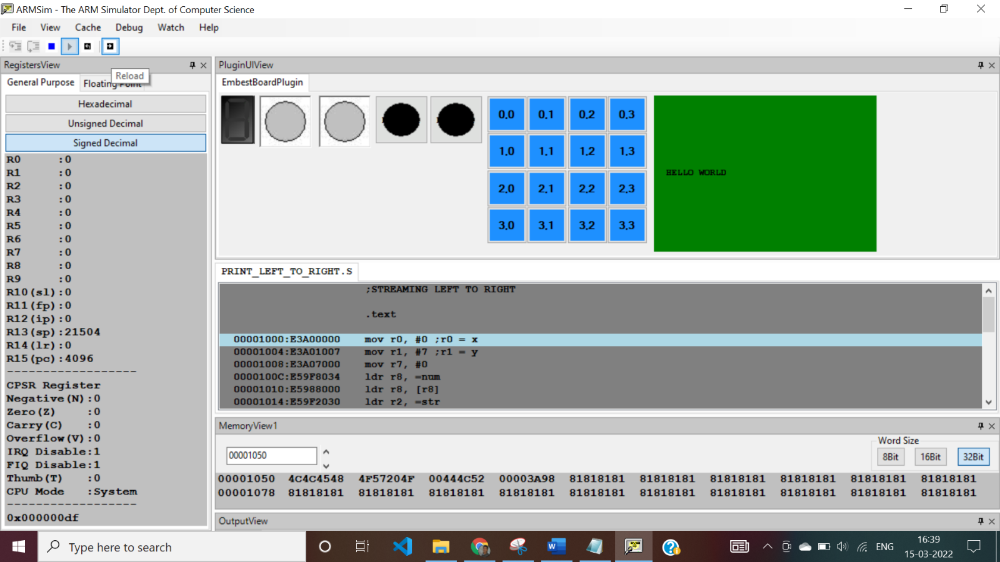 ARMSim - The ARM Simulator Dept. of Computer Science
File View Cache Debug Watch Help
RegistersView
Reload
General Purpose Floating Point
Hexadecimal
Unsigned Decimal
Signed Decimal
R0 :0
R1 :0
R2 :0
R3 :0
R4 :0
R5 :0
R6 :0
R7 :0
R8 :0
R9 :0
R10(sl):0
R11(fp):0
R12(ip):0
R13(sp):21504
R14(lr):0
R15(pc):4096
------------------
CPSR Register
Negative(N):0
Zero(Z) :0
Carry(C) :0
Overflow(V):0
IRQ Disable:1
FIQ Disable:1
Thumb(T) :0
CPU Mode :System
------------------
0x000000df
PluginUIView
EmbestBoardPlugin
0.0 0.1 0.2 0.3
1.0 1.1 1.2 1.3
2.0 2.1 2.2 2.3
3.0 3.1 3.2 3.3
HELLO WORLD
PRINT_LEFT_TO_RIGHT.S
;STREAMING LEFT TO RIGHT
.text
00001000:E3A00000 mov r0, #0 ;r0 = x
00001004:E3A01007 mov r1, #7 ;r1 = y
00001008:E3A07000 mov r7, #0
0000100C:E59F8034 ldr r8, =num
00001010:E5988000 ldr r8, [r8]
00001014:E59F2030 ldr r2, =str
MemoryView1
00001050
Word Size
8Bit 16Bit 32Bit
00001050 4C4C4548 4F57204F 00444C52 00003A98 81818181 81818181 81818181 81818181 81818181 81818181
00001078 81818181 81818181 81818181 81818181 81818181 81818181 81818181 81818181 81818181 81818181
OutputView
Type here to search
ENG
16:39
15-03-2022